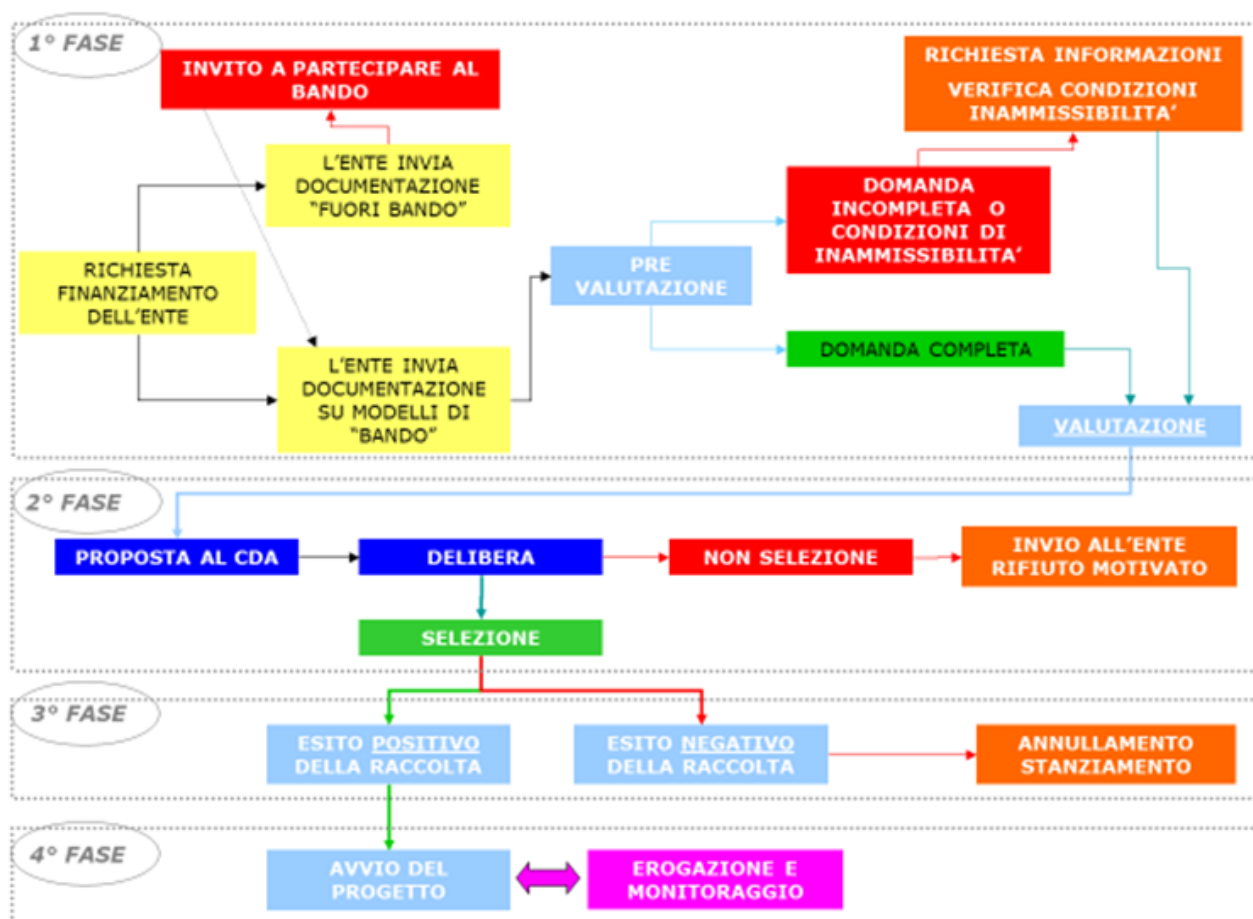 1° FASE
INVITO A PARTECIPARE AL
BANDO
RICHIESTA INFORMAZIONI
VERIFICA CONDIZIONI
INAMMISSIBILITA’
L’ENTE INVIA
DOCUMENTAZIONE
“FUORI BANDO”
DOMANDA
INCOMPLETA O
CONDIZIONI DI
INAMMISSIBILITA’
RICHIESTA
FINANZIAMENTO
DELL’ENTE
PRE
VALUTAZIONE
L’ENTE INVIA
DOCUMENTAZIONE
SU MODELLI DI
“BANDO”
DOMANDA COMPLETA
VALUTAZIONE
2° FASE
PROPOSTA AL CDA
DELIBERA
NON SELEZIONE
INVIO ALL’ENTE
RIFIUTO MOTIVATO
SELEZIONE
3° FASE
ESITO POSITIVO
DELLA RACCOLTA
ESITO NEGATIVO
DELLA RACCOLTA
ANNULLAMENTO
STANZIAMENTO
4° FASE
AVVIO DEL
PROGETTO
EROGAZIONE E
MONITORAGGIO